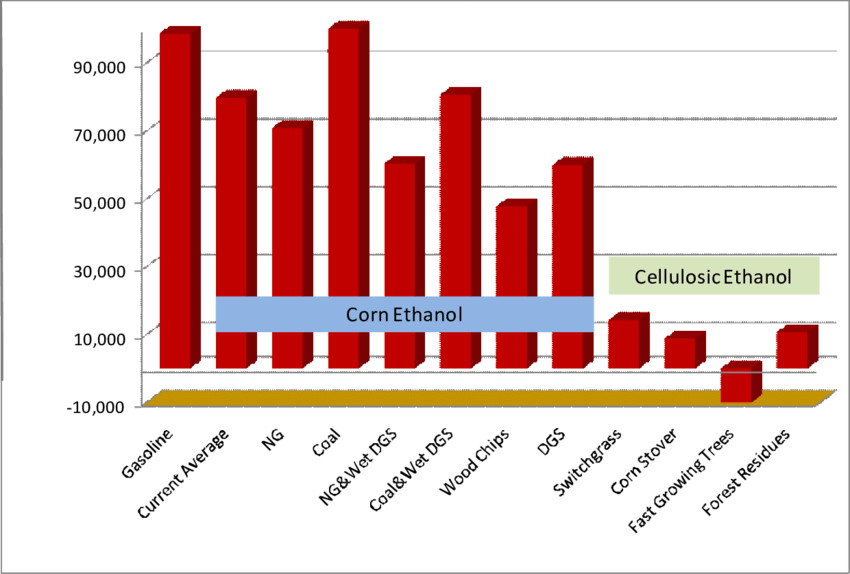 90,000
70,000
50,000
30,000
10,000
-10,000
Cellulosic Ethanol
Corn Ethanol
Gasoline
Current Average
NG
Coal
NG&Wet DGS
Coal&Wet DGS
Wood Chips
DGS
Switchgrass
Corn Stover
Fast Growing Trees
Forest Residues